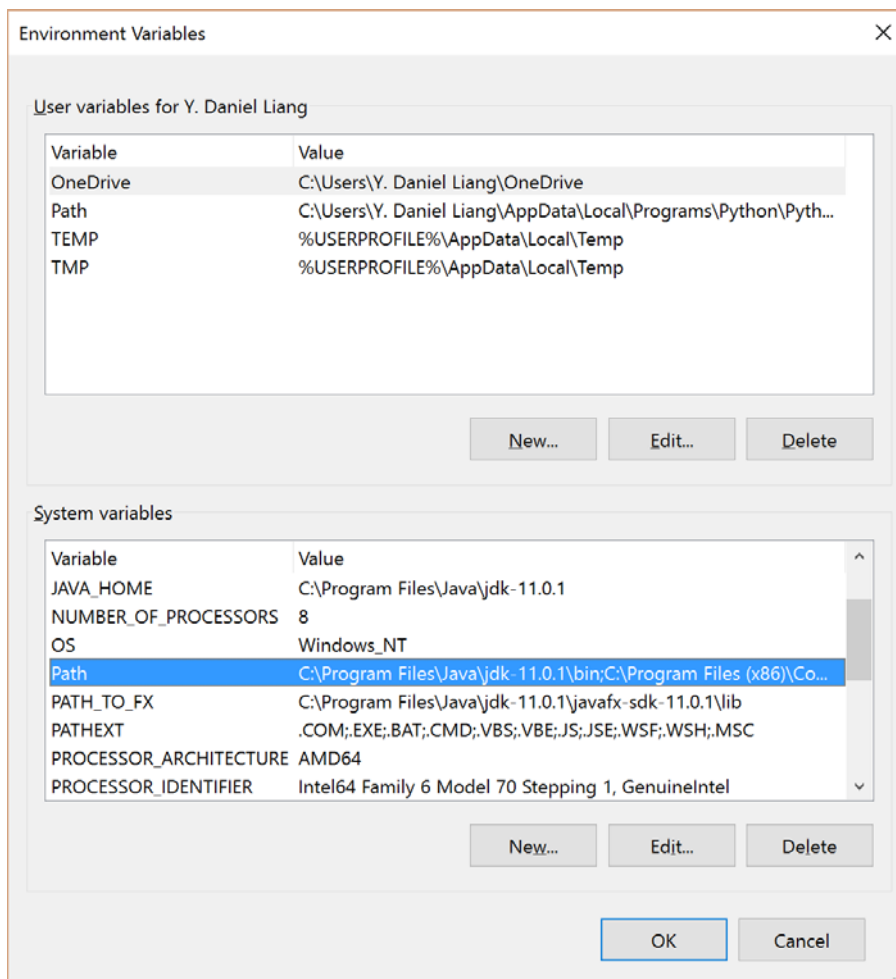 Environment Variables
User variables for Y. Daniel Liang
Variable Value
OneDrive C:\Users\Y. Daniel Liang\OneDrive
Path C:\Users\Y. Daniel Liang\AppData\Local\Programs\Python\Pyth...
TEMP %USERPROFILE%\AppData\Local\Temp
TMP %USERPROFILE%\AppData\Local\Temp
New... Edit... Delete
System variables
Variable Value
JAVA_HOME C:\Program Files\Java\jdk-11.0.1
NUMBER_OF_PROCESSORS 8
OS Windows_NT
Path C:\Program Files\Java\jdk-11.0.1\bin;C:\Program Files (x86)\Co...
PATH_TO_FX C:\Program Files\Java\jdk-11.0.1\javafx-sdk-11.0.1\lib
PATHEXT .COM;.EXE;.BAT;.CMD;.VBS;.VBE;.JS;.JSE;.WSF;.WSH;.MSC
PROCESSOR_ARCHITECTURE AMD64
PROCESSOR_IDENTIFIER Intel64 Family 6 Model 70 Stepping 1, GenuineIntel
New... Edit... Delete
OK Cancel